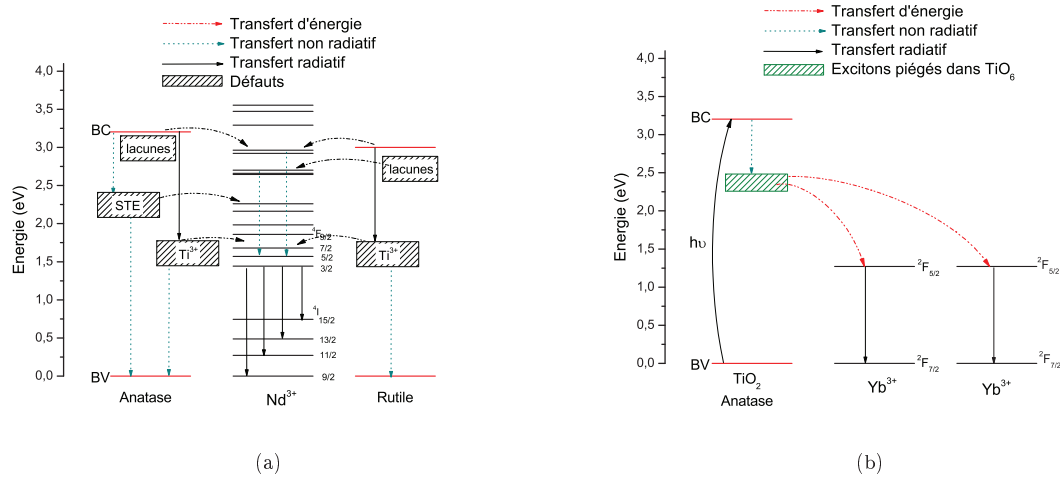 Transfert d'énergie
Transfert non radiatif
Transfert radiatif
Défauts
Energie (eV)
4,0
3,5
3,0
2,5
2,0
1,5
1,0
0,5
0,0
BC
lacunes
STE
Ti³⁺
BV
Anatase
⁴F₉/₂
7/2
5/2
3/2
⁴I
15/2
13/2
11/2
9/2
Nd³⁺
lacunes
Ti³⁺
Rutile
(a)
Transfert d'énergie
Transfert non radiatif
Transfert radiatif
Excitons piégés dans TiO₆
Energie (eV)
4,0
3,5
3,0
2,5
2,0
1,5
1,0
0,5
0,0
BC
hυ
BV
TiO₂
Anatase
²F₅/₂
²F₇/₂
Yb³⁺
²F₅/₂
²F₇/₂
Yb³⁺
(b)